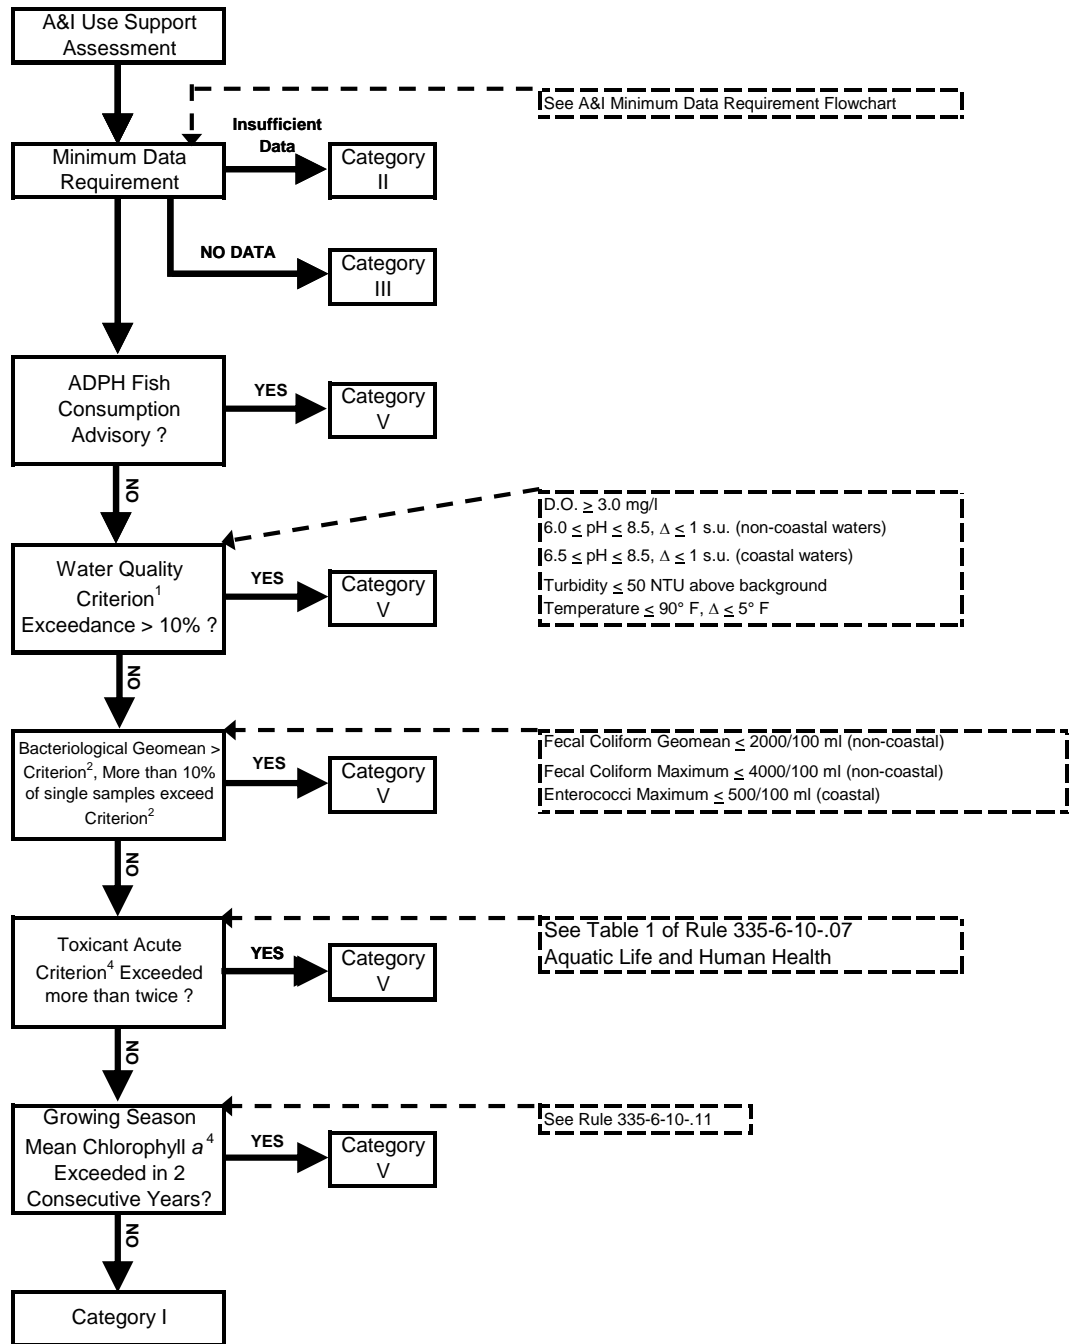 A&I Use Support
Assessment
See A&I Minimum Data Requirement Flowchart
Insufficient
Data
Minimum Data
Requirement
Category
II
NO DATA
Category
III
ADPH Fish
Consumption
Advisory ?
YES
Category
V
NO
D.O. ≥ 3.0 mg/l
6.0 ≤ pH ≤ 8.5, Δ ≤ 1 s.u. (non-coastal waters)
6.5 ≤ pH ≤ 8.5, Δ ≤ 1 s.u. (coastal waters)
Turbidity ≤ 50 NTU above background
Temperature ≤ 90° F, Δ ≤ 5° F
Water Quality
Criterion¹
Exceedance > 10% ?
YES
Category
V
NO
Bacteriological Geomean >
Criterion², More than 10%
of single samples exceed
Criterion²
YES
Category
V
Fecal Coliform Geomean ≤ 2000/100 ml (non-coastal)
Fecal Coliform Maximum ≤ 4000/100 ml (non-coastal)
Enterococci Maximum ≤ 500/100 ml (coastal)
NO
Toxicant Acute
Criterion⁴ Exceeded
more than twice ?
YES
Category
V
See Table 1 of Rule 335-6-10-.07
Aquatic Life and Human Health
NO
Growing Season
Mean Chlorophyll a⁴
Exceeded in 2
Consecutive Years?
YES
Category
V
See Rule 335-6-10-.11
NO
Category I